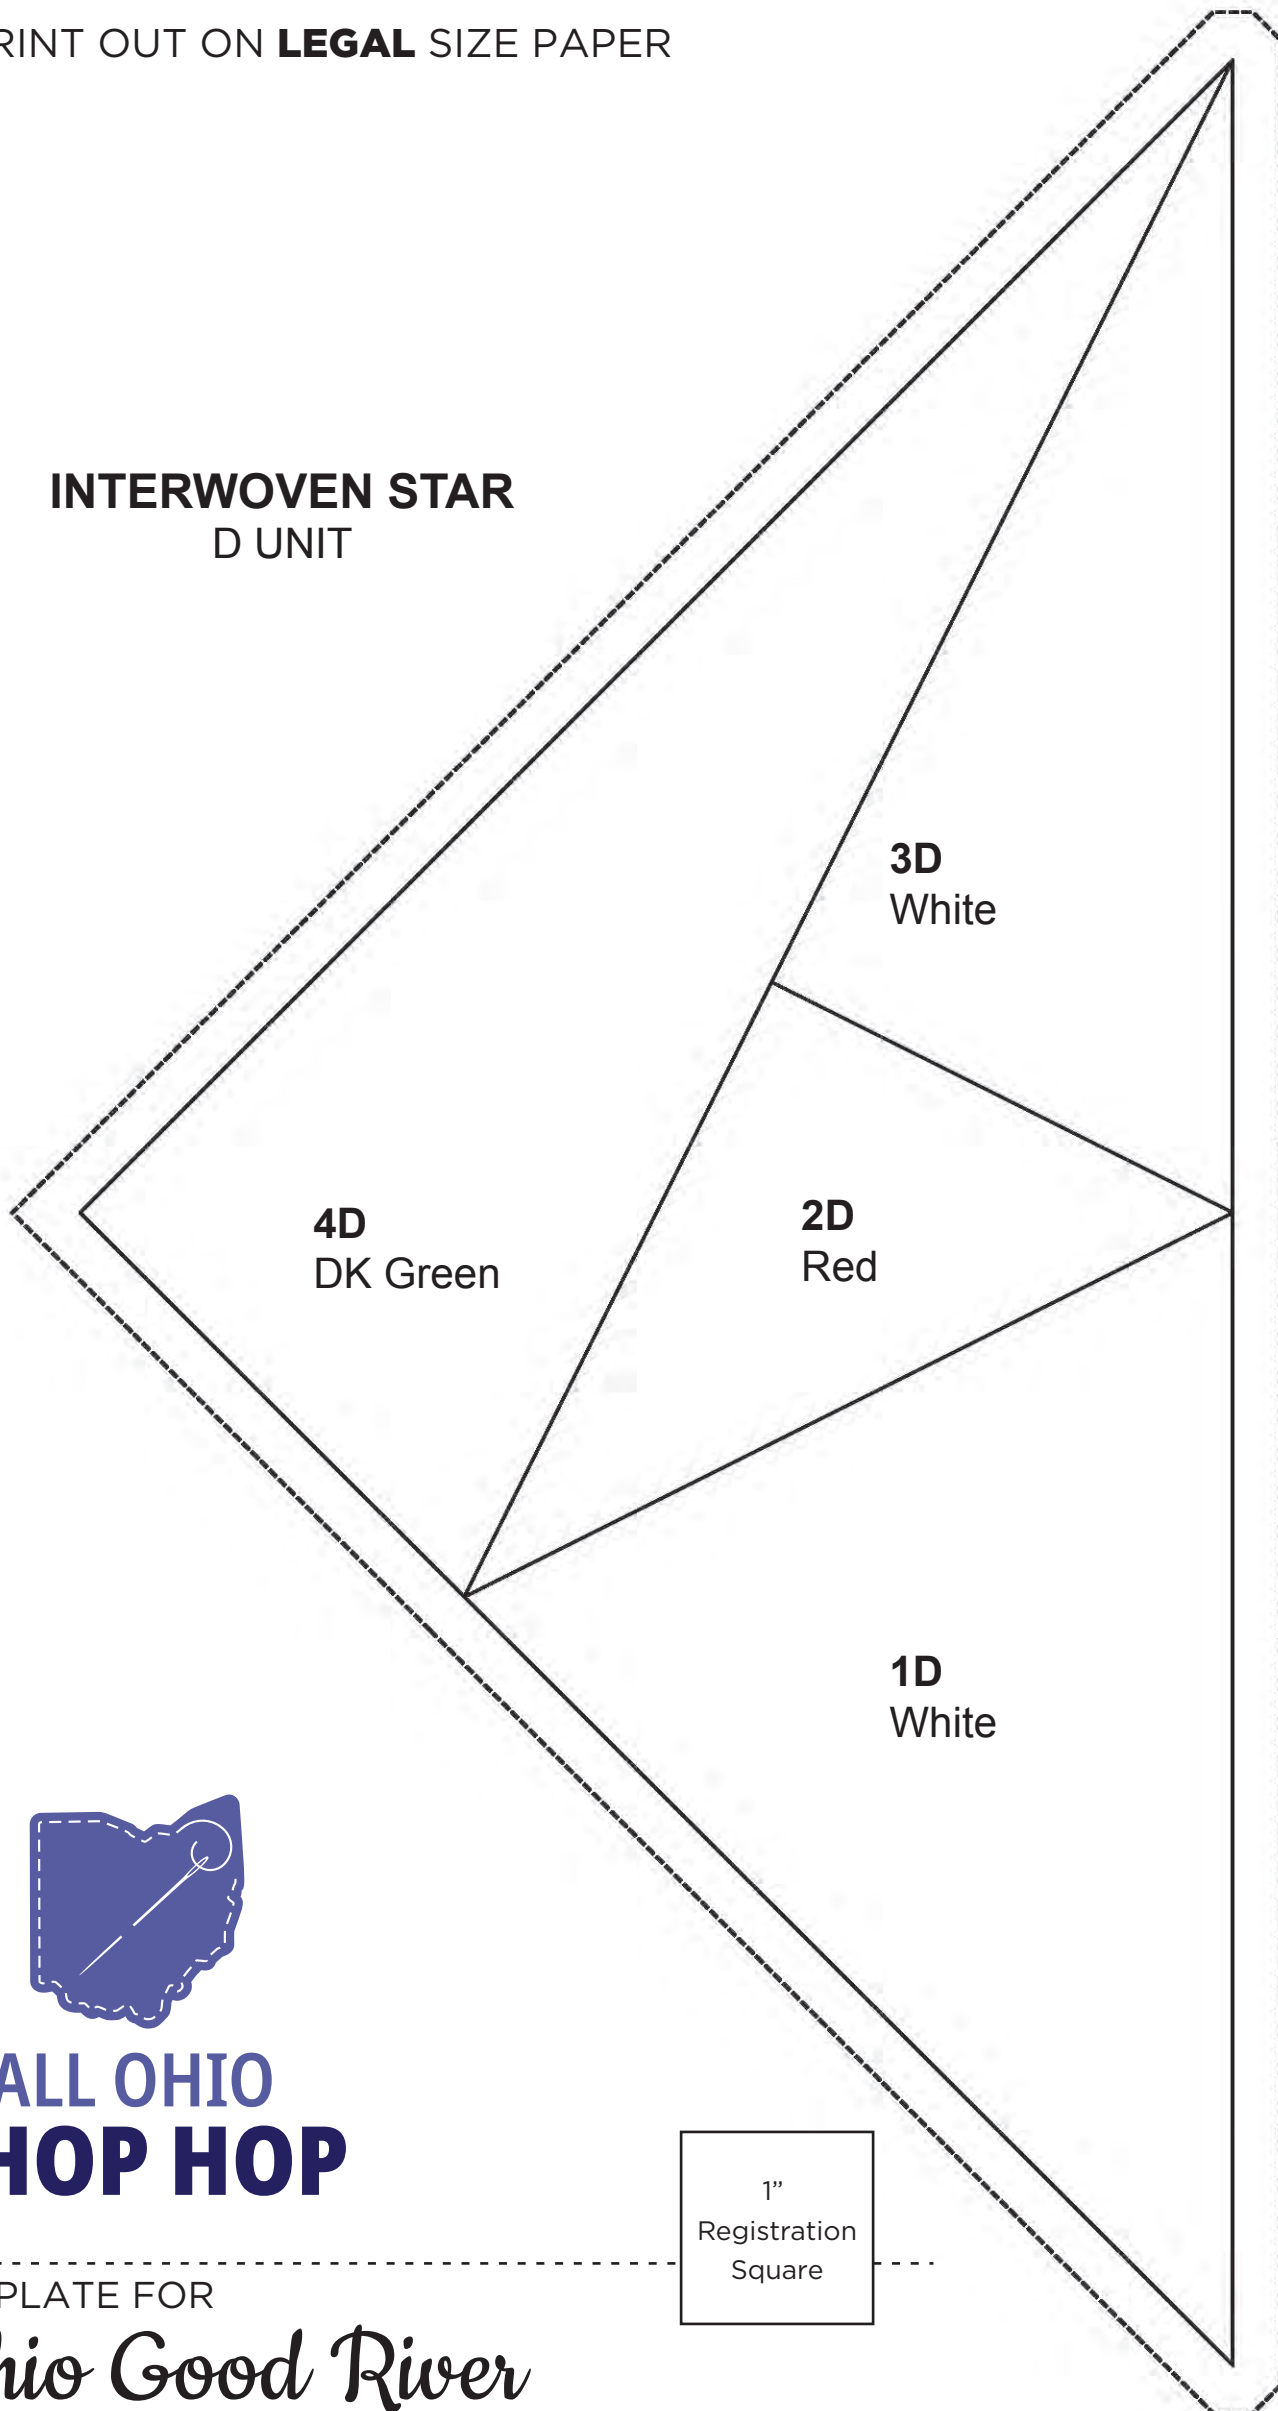 RINT OUT ON LEGAL SIZE PAPER
INTERWOVEN STAR
D UNIT
3D
White
4D
DK Green
2D
Red
1D
White
ALL OHIO
HOP HOP
1”
Registration
Square
PLATE FOR
hio Good River